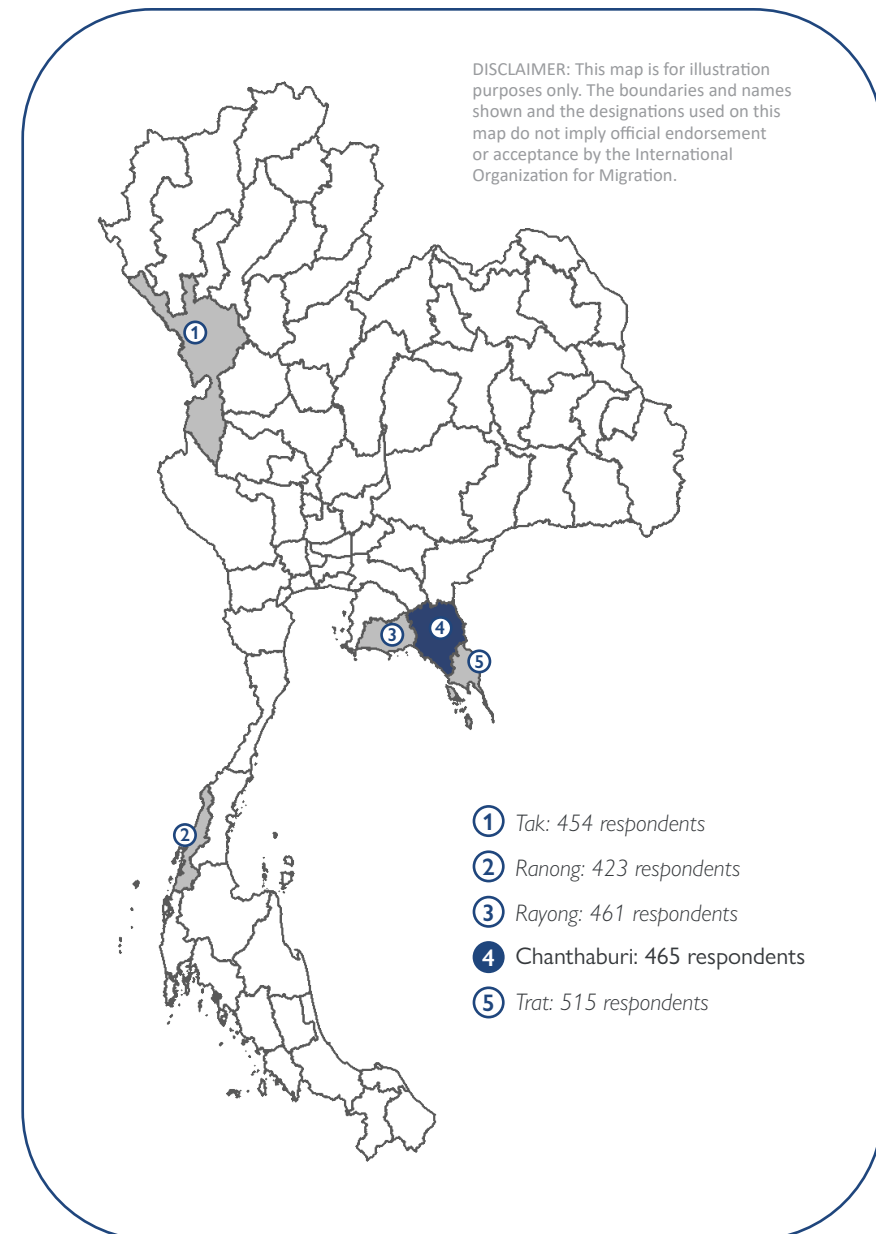 DISCLAIMER: This map is for illustration
purposes only. The boundaries and names
shown and the designations used on this
map do not imply official endorsement
or acceptance by the International
Organization for Migration.
1
3
4
5
2
1 Tak: 454 respondents
2 Ranong: 423 respondents
3 Rayong: 461 respondents
4 Chanthaburi: 465 respondents
5 Trat: 515 respondents